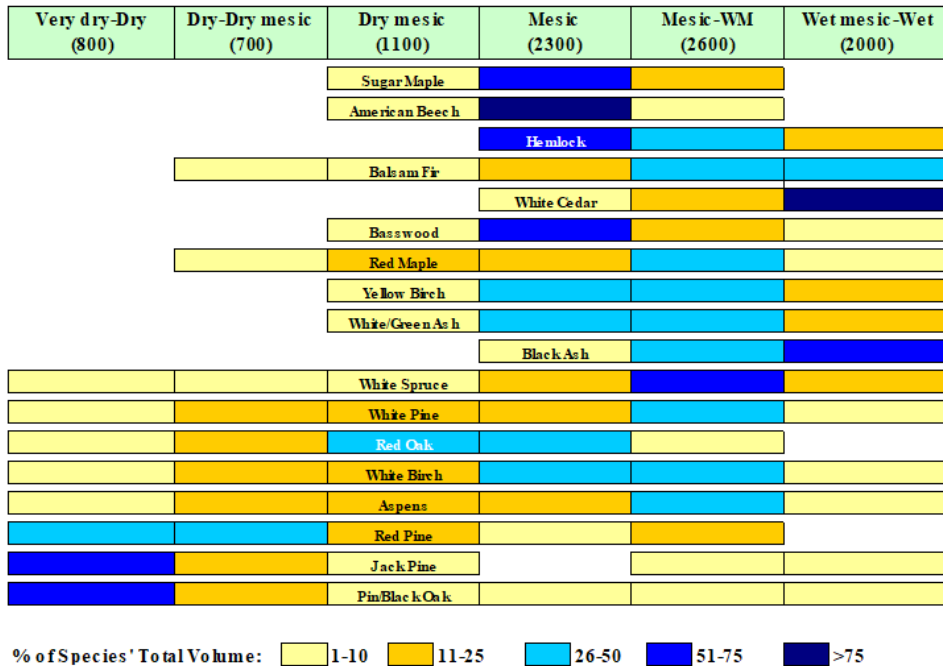 Very dry-Dry Dry-Dry mesic Dry mesic Mesic Mesic-WM Wet mesic-Wet
(800) (700) (1100) (2300) (2600) (2000)
Sugar Maple
American Beech
Hemlock
Balsam Fir
White Cedar
Basswood
Red Maple
Yellow Birch
White/Green Ash
Black Ash
White Spruce
White Pine
Red Oak
White Birch
Aspens
Red Pine
Jack Pine
Pin/Black Oak
% of Species' Total Volume: 1-10 11-25 26-50 51-75 >75